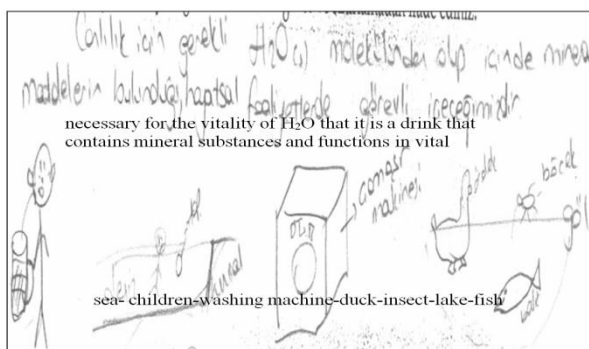 Canlılık için gerekli H₂O(s) molekülünden olup içinde mineral
maddelerin bulunduğu, hayatsal faaliyetlerde görevli içeceğimizdir
necessary for the vitality of H₂O that it is a drink that
contains mineral substances and functions in vital
çamaşır
makinesi
ördek
böcek
göl
sea- children-washing machine-duck-insect-lake-fish